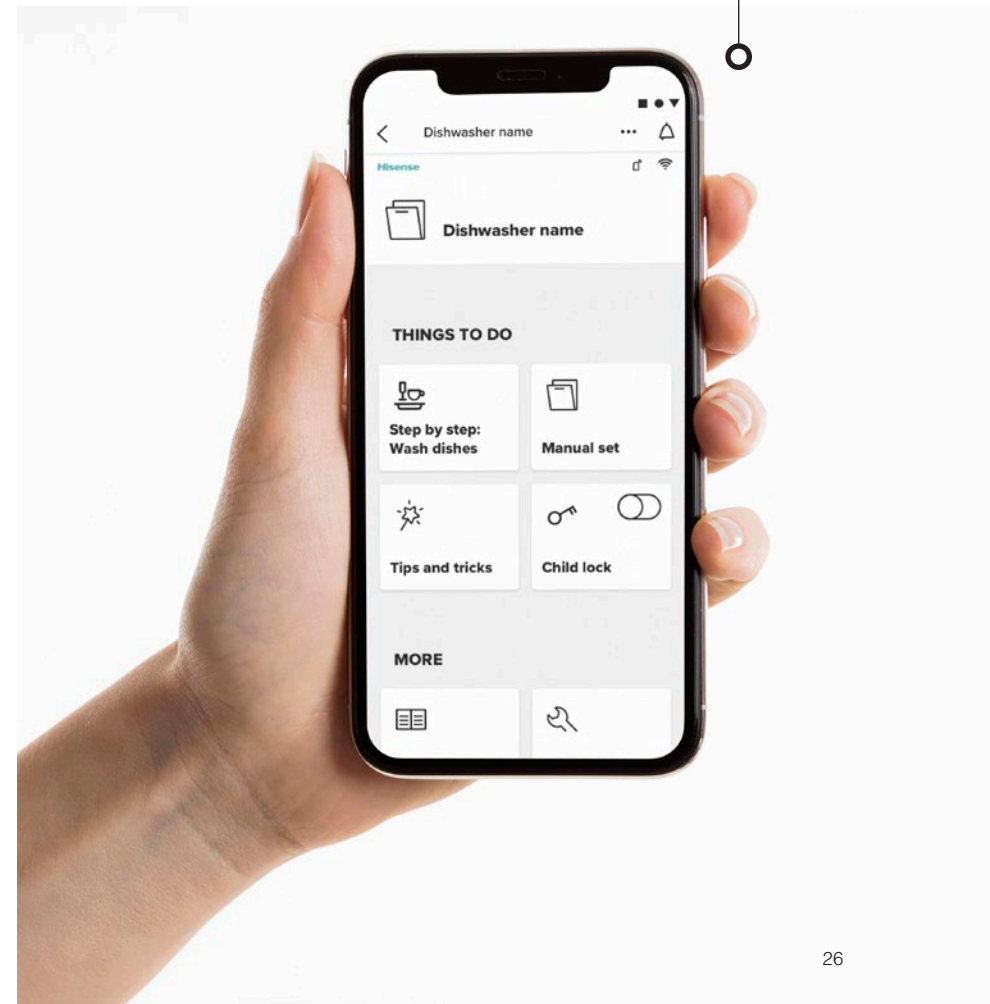 Dishwasher name
Hisense
Dishwasher name
THINGS TO DO
Step by step:
Wash dishes
Manual set
Tips and tricks
Child lock
MORE
26